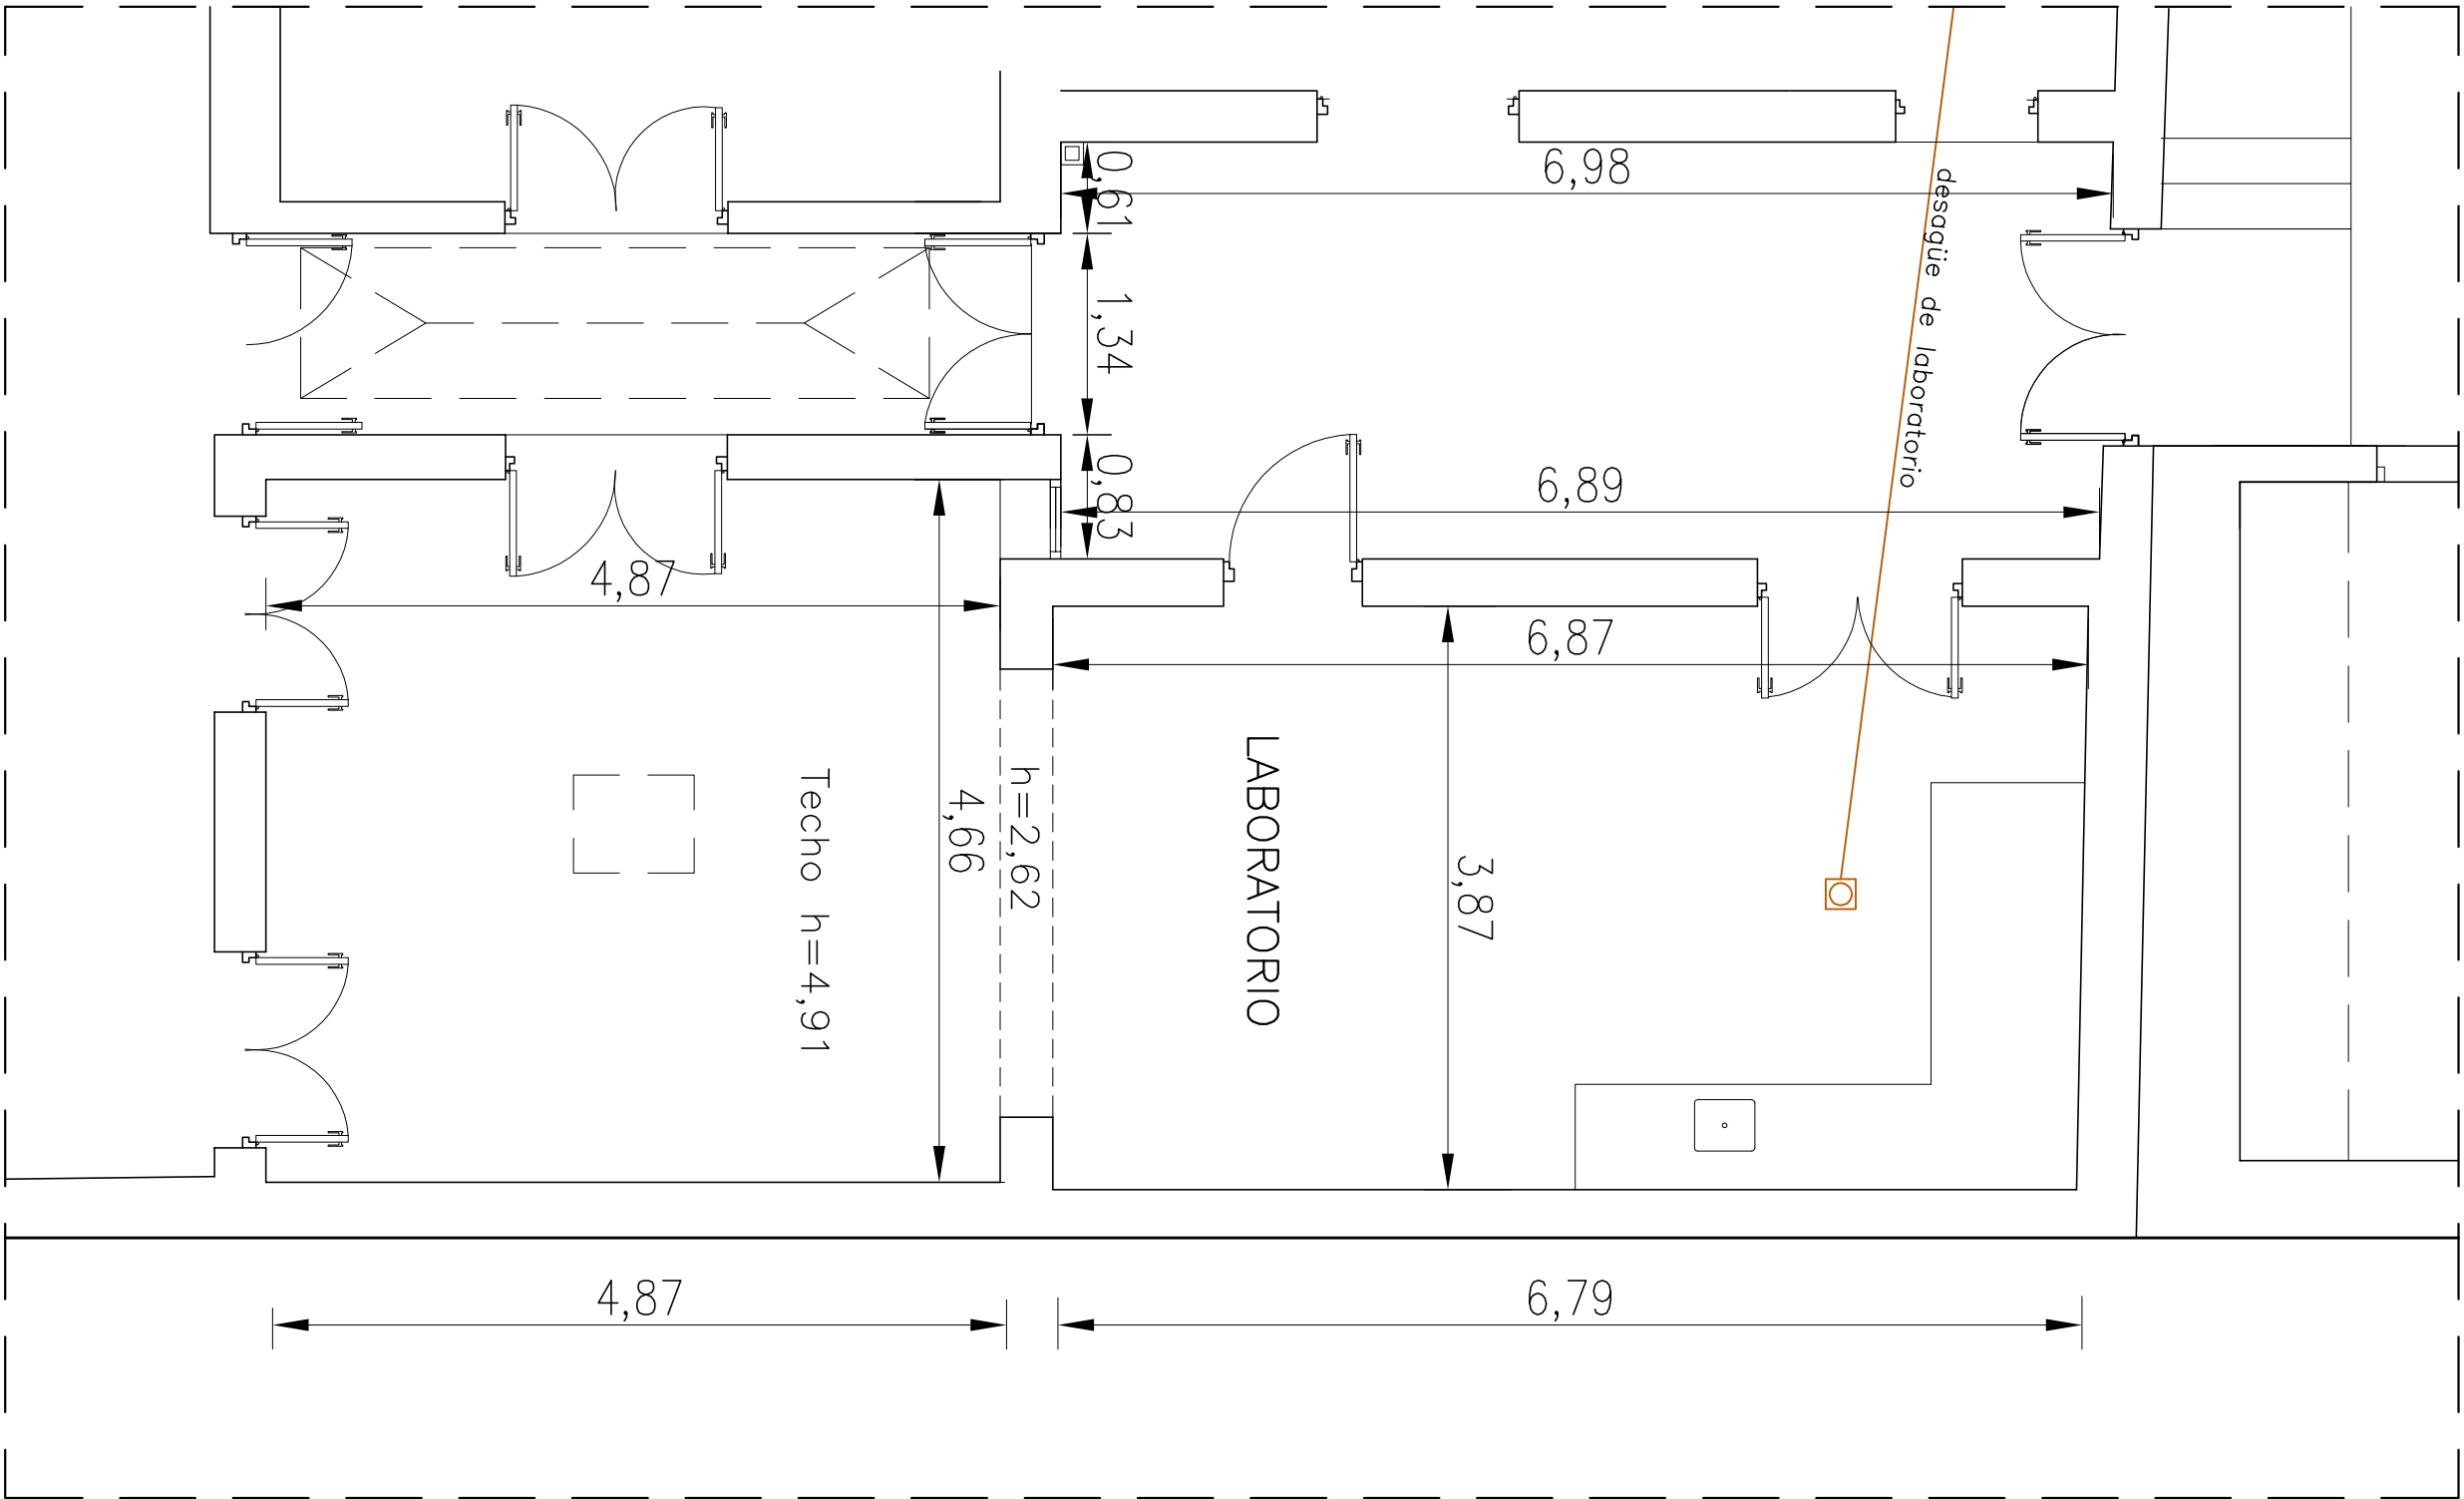 0,61
6,98
desagüe de laboratorio
1,34
0,83
6,89
4,87
6,87
LABORATORIO
h=2,62
Techo h=4,91
4,66
3,87
4,87
6,79